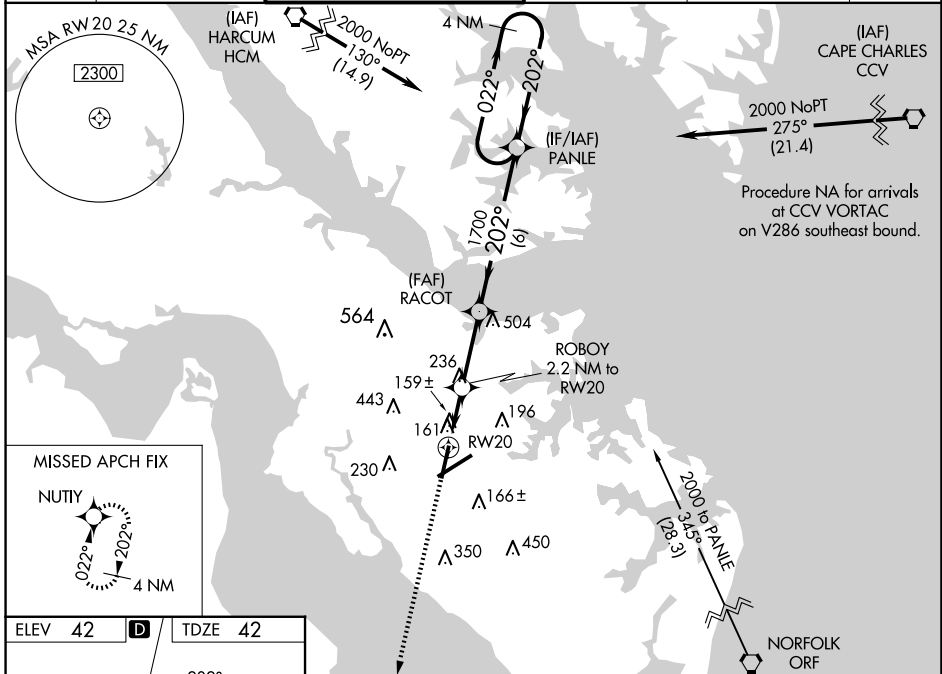 MSA RW20 25 NM
2300
(IAF)
HARCUM
HCM
2000 NoPT
130°
(14.9)
4 NM
022°
202°
(IF/IAF)
PANLE
(IAF)
CAPE CHARLES
CCV
2000 NoPT
275°
(21.4)
Procedure NA for arrivals
at CCV VORTAC
on V286 southeast bound.
1700
202°
(6)
(FAF)
RACOT
564
504
236
ROBOY
2.2 NM to
RW20
159±
443
196
161
RW20
230
166±
350
450
MISSED APCH FIX
NUTIY
022°
202°
4 NM
2000 to PANLE
345°
(28.3)
NORFOLK
ORF
ELEV 42
D
TDZE 42